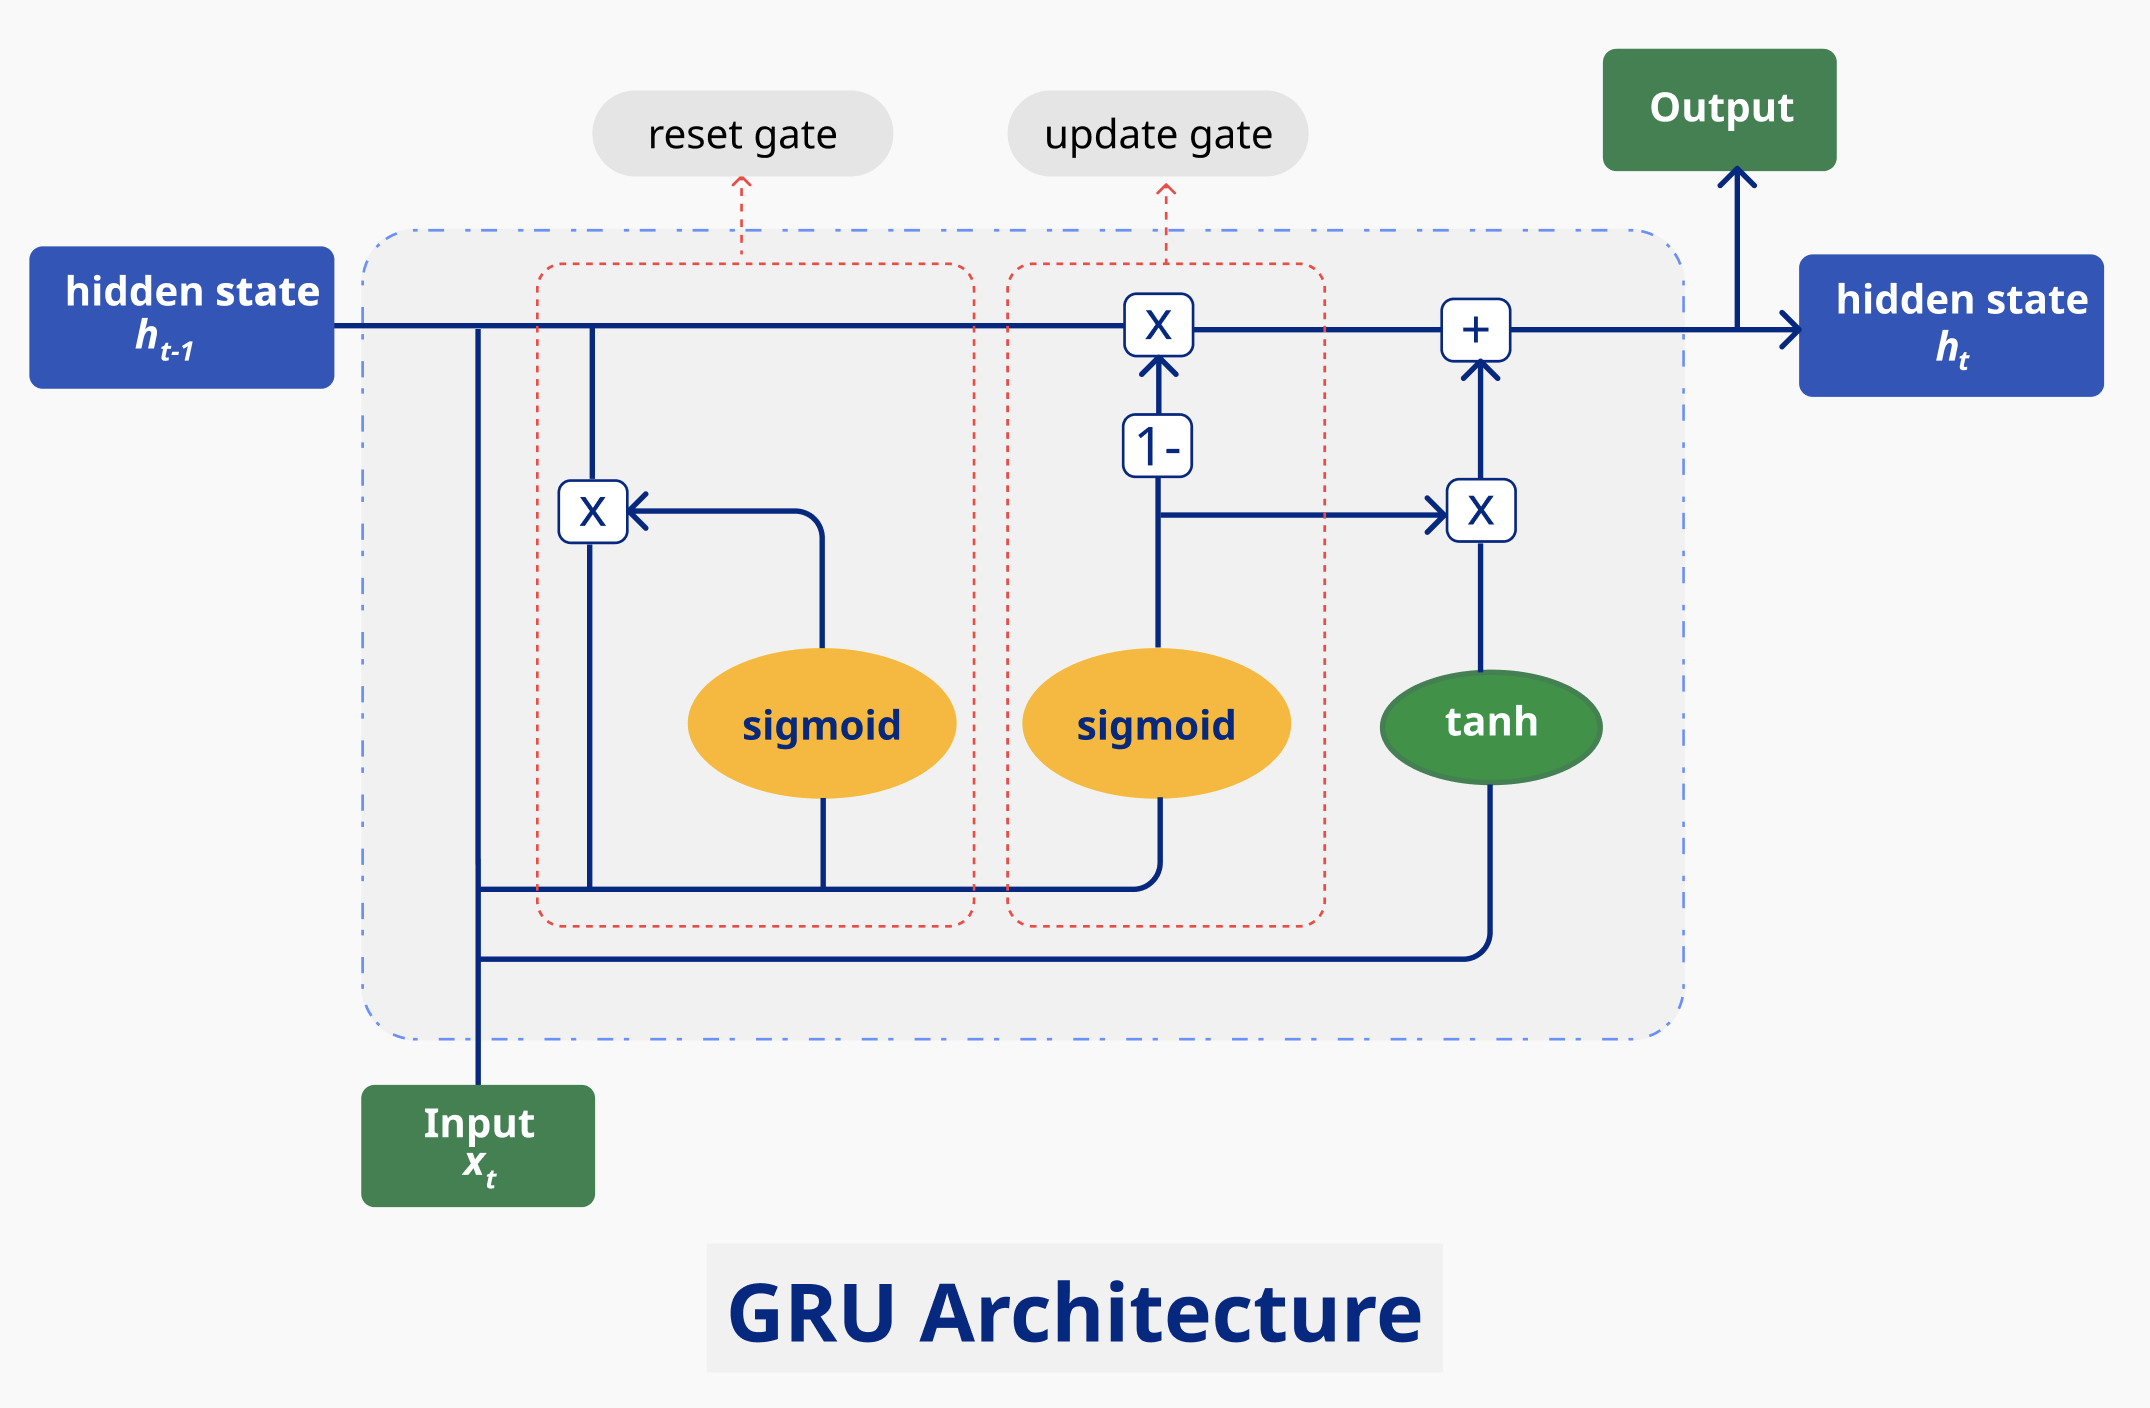 Output
reset gate
update gate
hidden state
h_{t-1}
hidden state
h_t
X
+
1-
X
X
sigmoid
sigmoid
tanh
Input
x_t
GRU Architecture